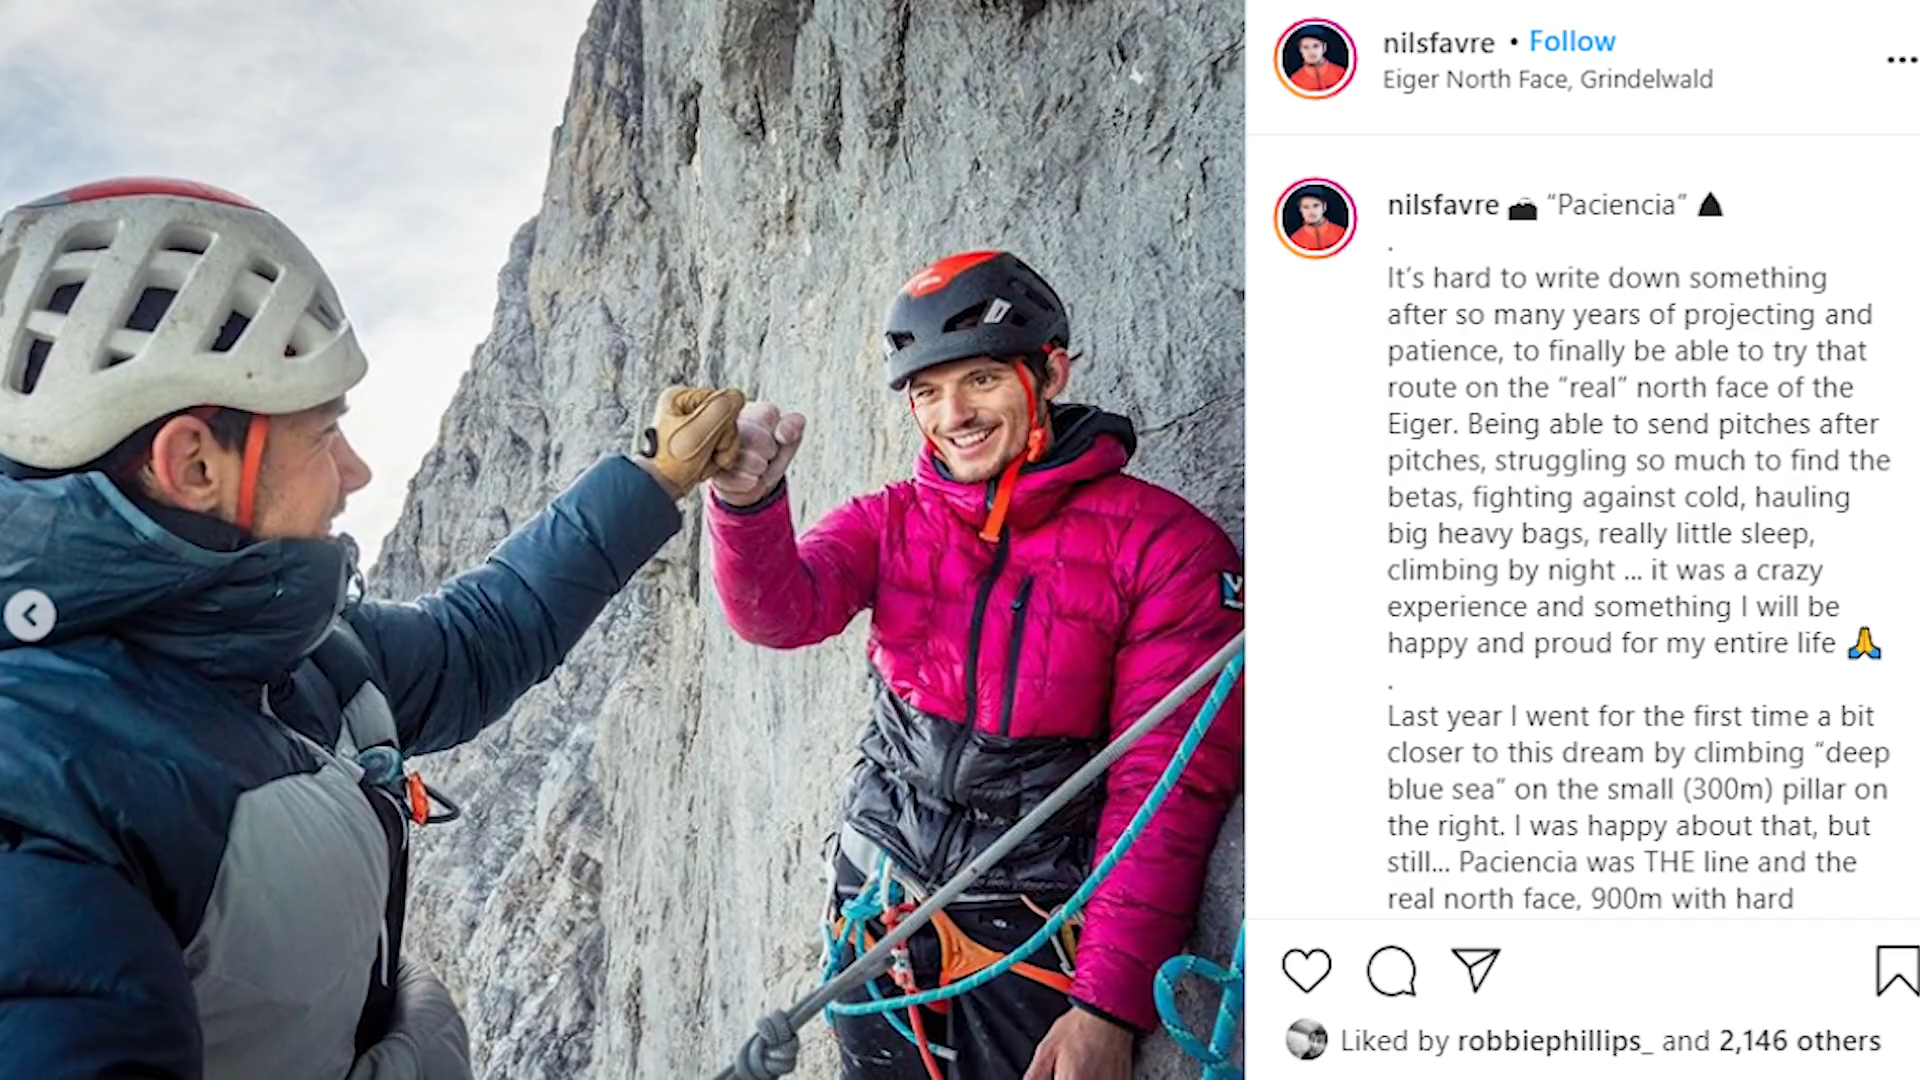 nilsfavre • Follow
Eiger North Face, Grindelwald
nilsfavre “Paciencia”
.
It’s hard to write down something
after so many years of projecting and
patience, to finally be able to try that
route on the “real” north face of the
Eiger. Being able to send pitches after
pitches, struggling so much to find the
betas, fighting against cold, hauling
big heavy bags, really little sleep,
climbing by night ... it was a crazy
experience and something I will be
happy and proud for my entire life 🙏
.
Last year I went for the first time a bit
closer to this dream by climbing “deep
blue sea” on the small (300m) pillar on
the right. I was happy about that, but
still... Paciencia was THE line and the
real north face, 900m with hard
Liked by robbiephillips_ and 2,146 others